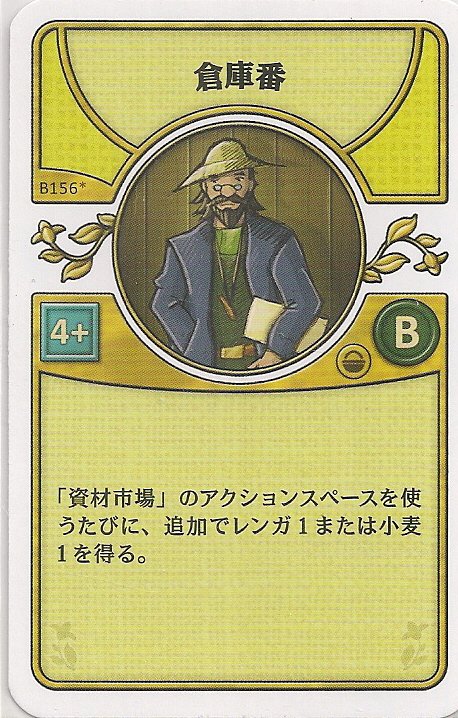 倉庫番
B156*
4+
B
「資材市場」のアクションスペースを使
うたびに、追加でレンガ１または小麦
１を得る。